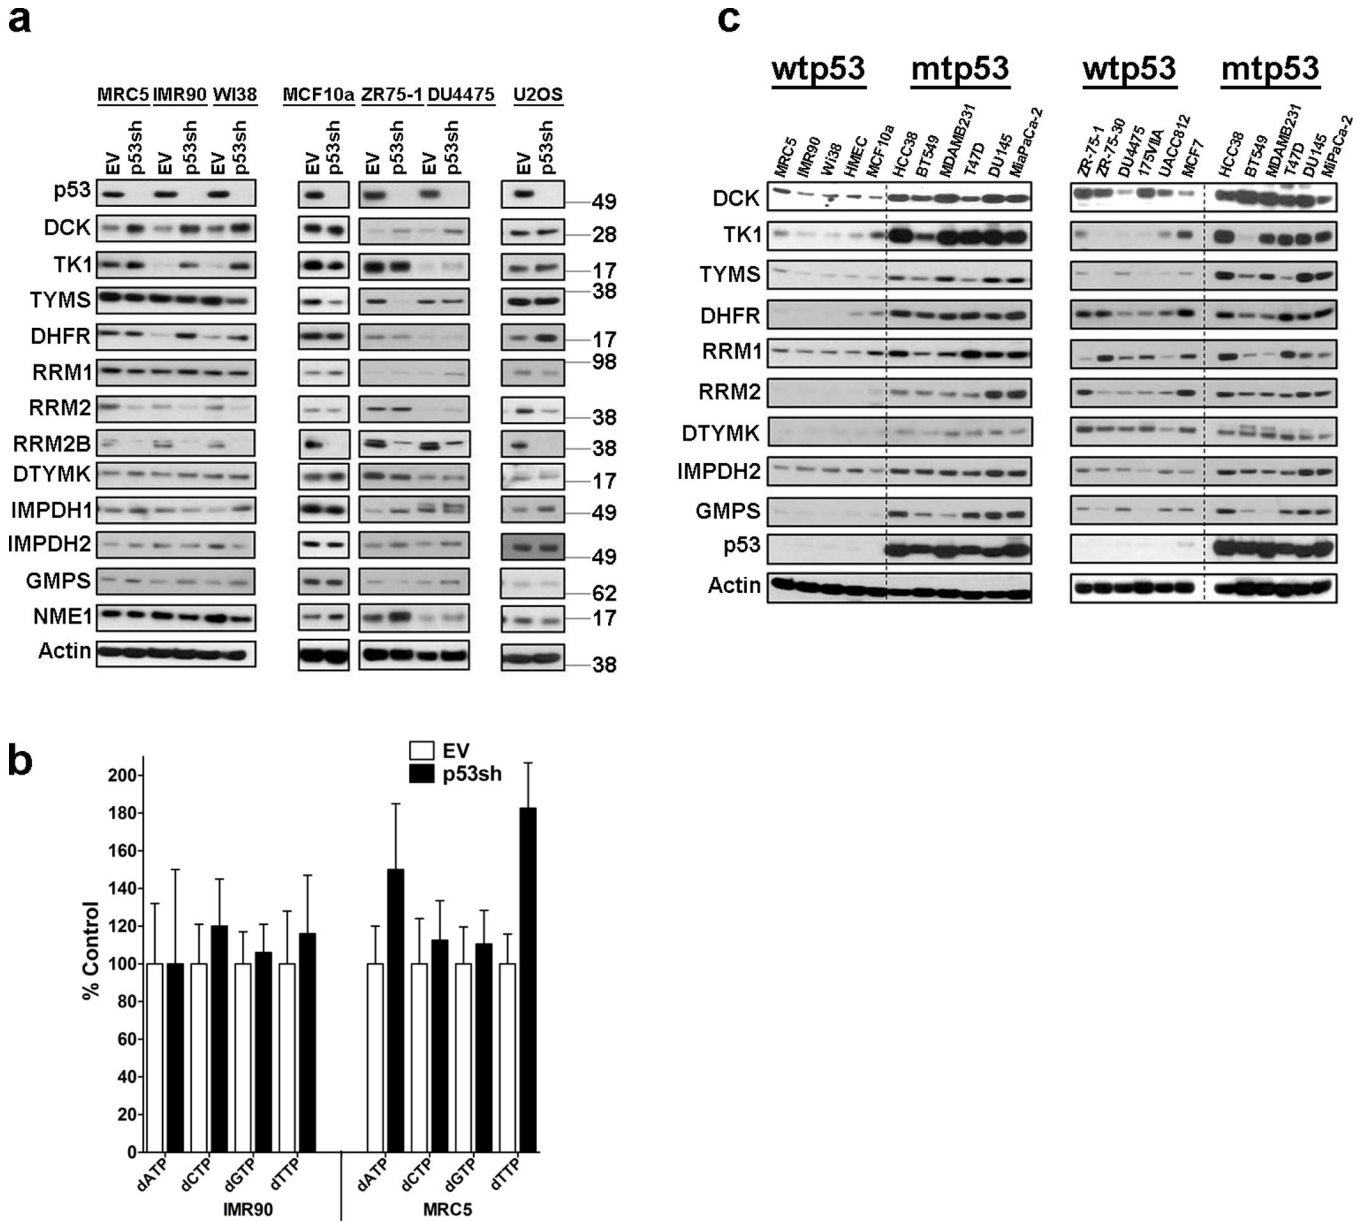 a
MRC5 IMR90 WI38 MCF10a ZR75-1 DU4475 U2OS
EV p53sh EV p53sh EV p53sh EV p53sh EV p53sh EV p53sh EV p53sh
p53 49
DCK 28
TK1 17
TYMS 38
DHFR 17
RRM1 98
RRM2 38
RRM2B 38
DTYMK 17
IMPDH1 49
IMPDH2 49
GMPS 62
NME1 17
Actin 38
c
wtp53 mtp53 wtp53 mtp53
MRC5 IMR90 Wi38 HMEC MCF10a HCC38 BT549 MDAMB231 T47D DU145 MiaPaCa-2
ZR-75-1 ZR-75-30 DU4475 175VIIA UACC812 MCF7 HCC38 BT549 MDAMB231 T47D DU145 MiPaCa-2
DCK
TK1
TYMS
DHFR
RRM1
RRM2
DTYMK
IMPDH2
GMPS
p53
Actin
b
EV
p53sh
% Control
200
180
160
140
120
100
80
60
40
20
0
dATP dCTP dGTP dTTP dATP dCTP dGTP dTTP
IMR90 MRC5